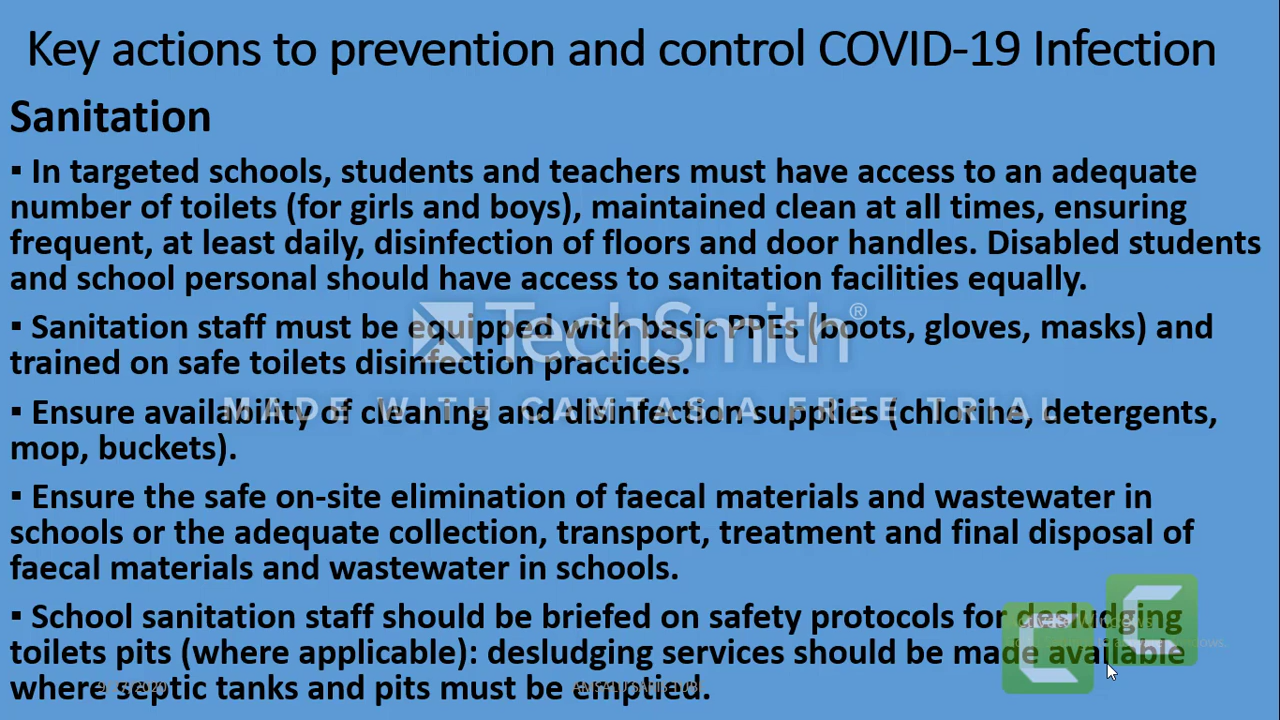 Key actions to prevention and control COVID-19 Infection
Sanitation
▪ In targeted schools, students and teachers must have access to an adequate
number of toilets (for girls and boys), maintained clean at all times, ensuring
frequent, at least daily, disinfection of floors and door handles. Disabled students
and school personal should have access to sanitation facilities equally.
▪ Sanitation staff must be equipped with basic PPEs (boots, gloves, masks) and
trained on safe toilets disinfection practices.
TechSmith®
MADE WITH CAMTASIA FREE TRIAL
▪ Ensure availability of cleaning and disinfection supplies (chlorine, detergents,
mop, buckets).
▪ Ensure the safe on-site elimination of faecal materials and wastewater in
schools or the adequate collection, transport, treatment and final disposal of
faecal materials and wastewater in schools.
▪ School sanitation staff should be briefed on safety protocols for desludging
toilets pits (where applicable): desludging services should be made available
where septic tanks and pits must be emptied.